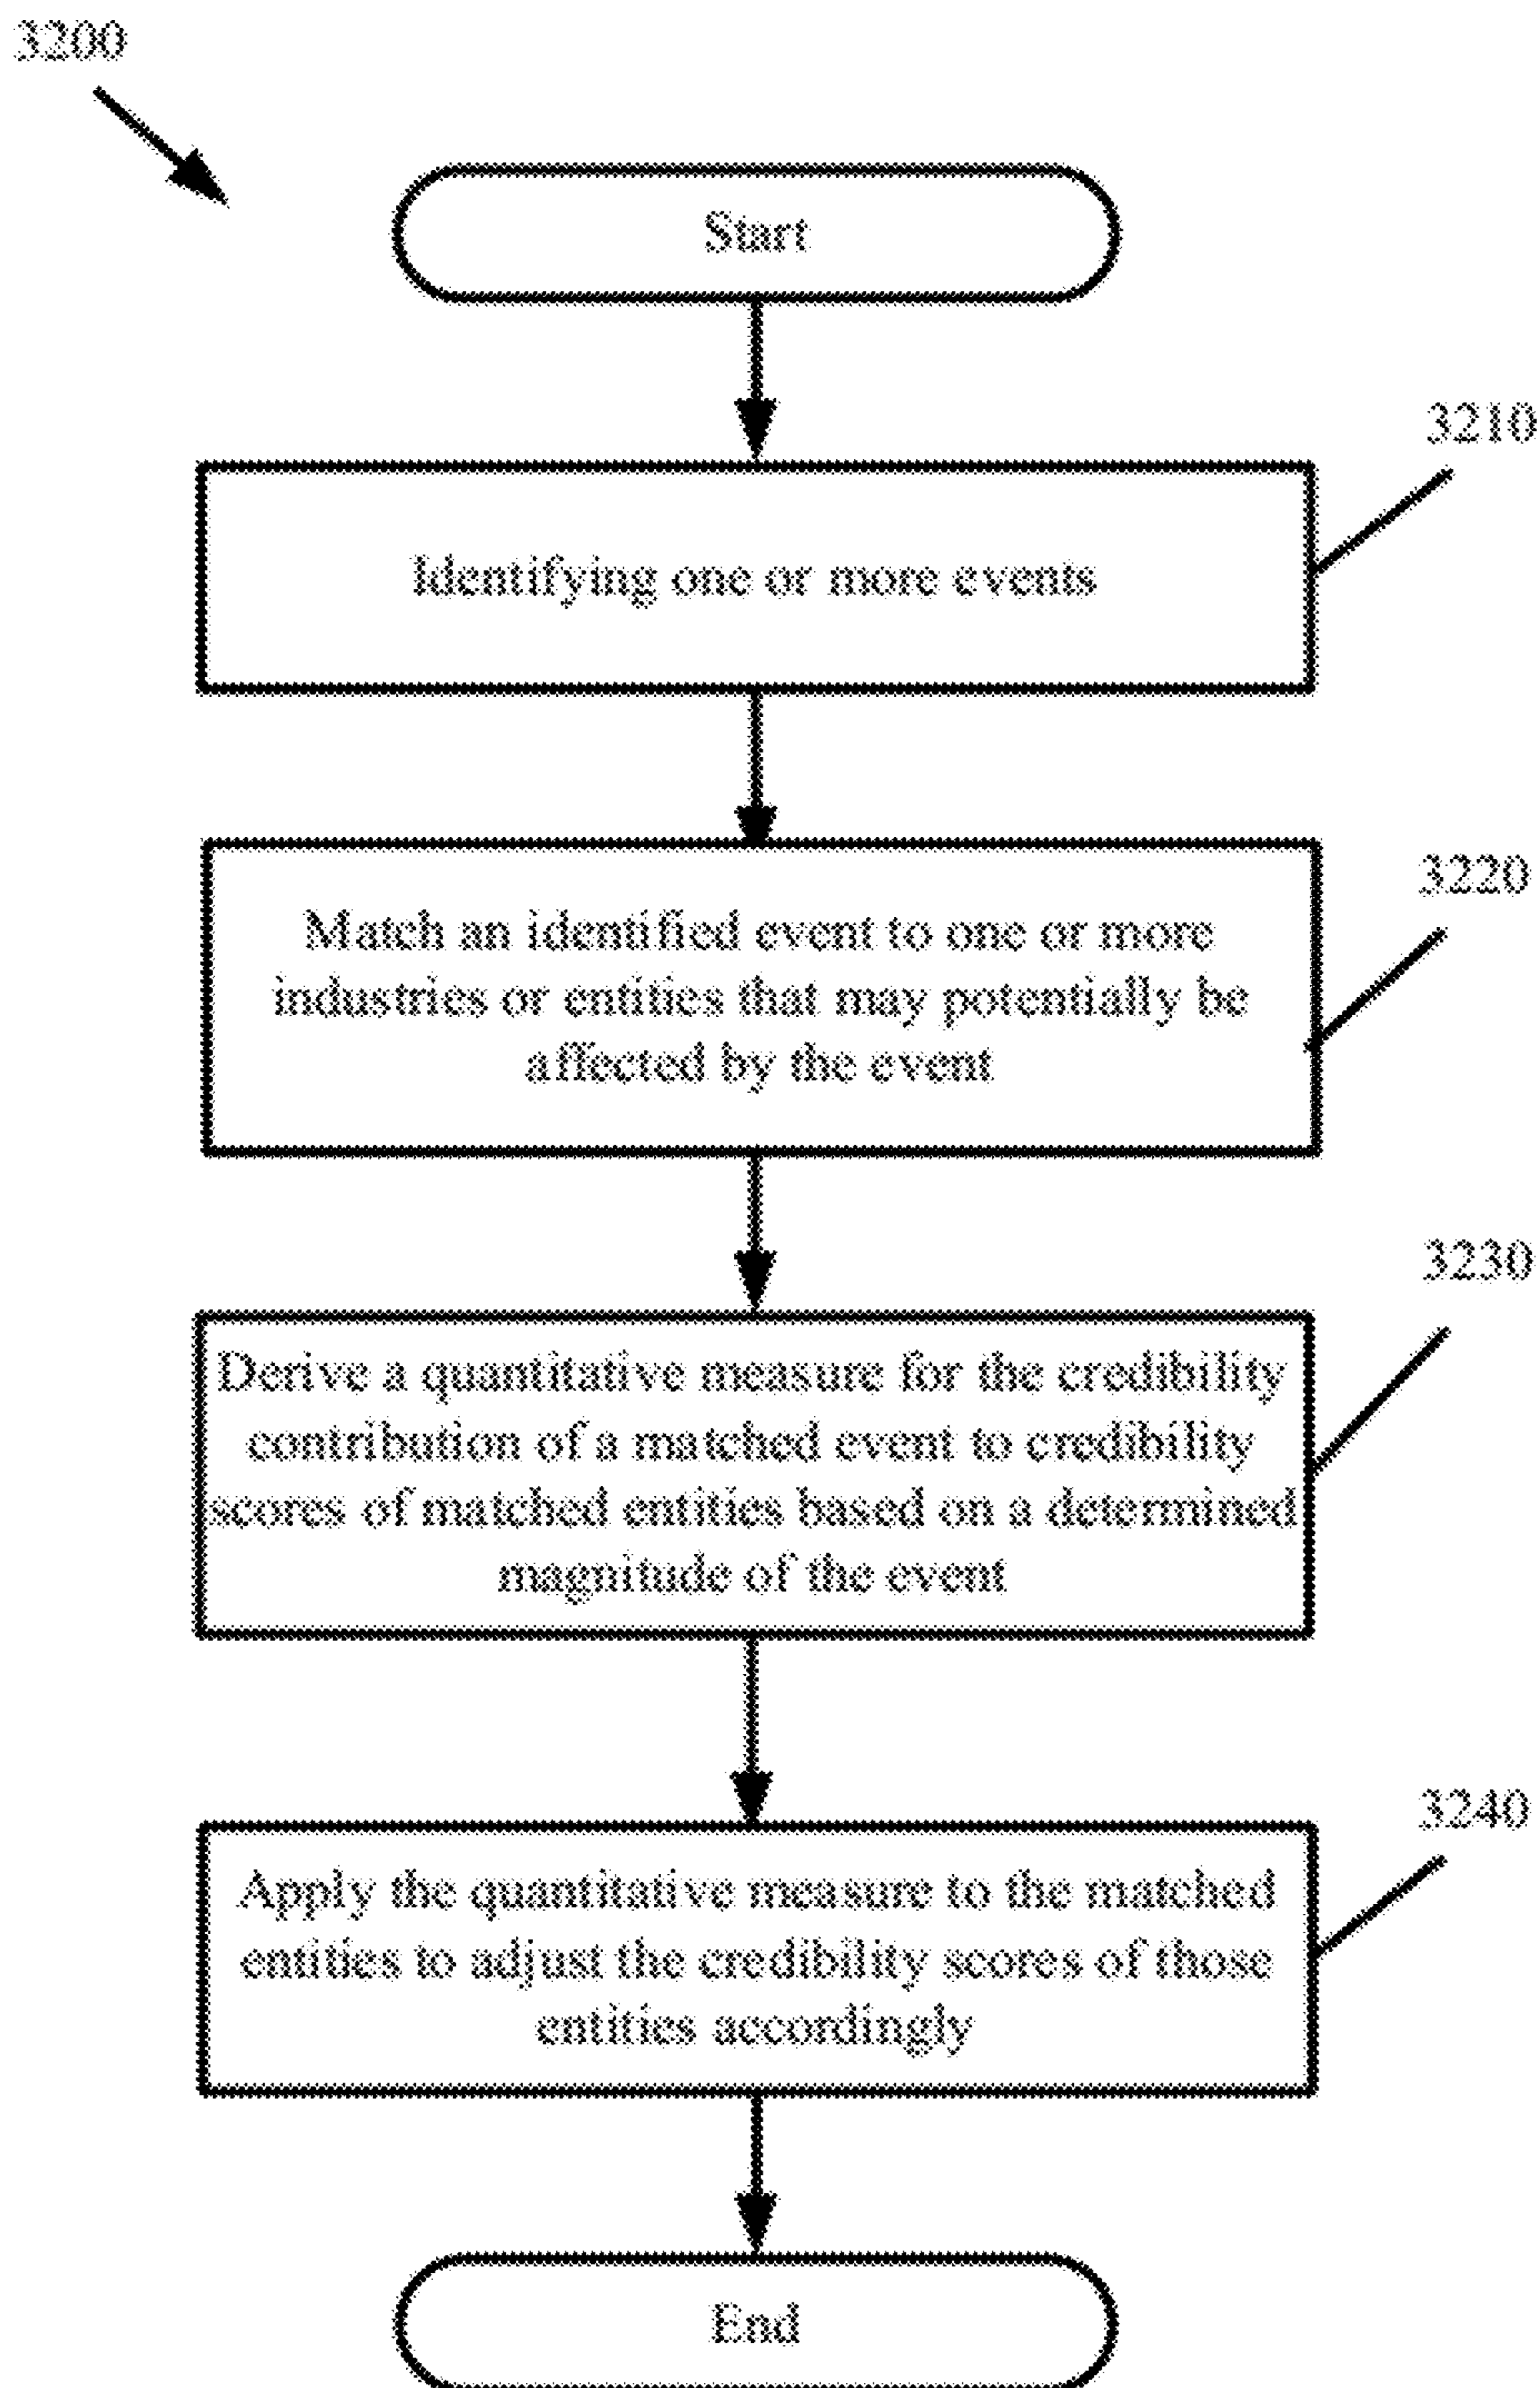 3200
Start
3210
Identifying one or more events
3220
Match an identified event to one or more
industries or entities that may potentially be
affected by the event
3230
Derive a quantitative measure for the credibility
contribution of a matched event to credibility
scores of matched entities based on a determined
magnitude of the event
3240
Apply the quantitative measure to the matched
entities to adjust the credibility scores of those
entities accordingly
End